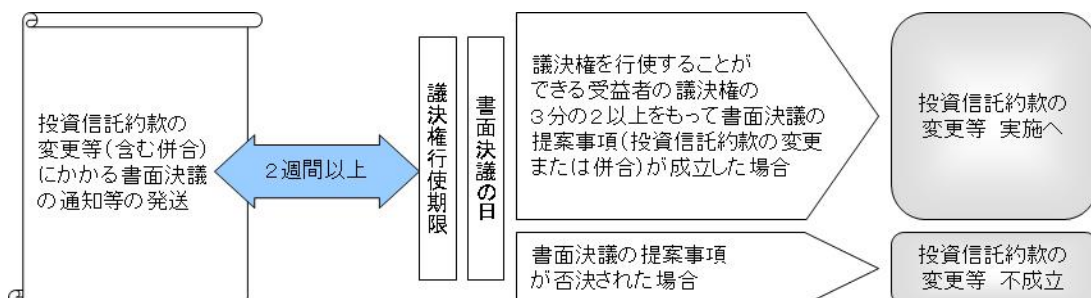 投資信託約款の
変更等(含む併合)
にかかる書面決議
の通知等の発送
２週間以上
議決権行使期限
書面決議の日
議決権を行使することが
できる受益者の議決権の
３分の２以上をもって書面決議の
提案事項(投資信託約款の変更
または併合)が成立した場合
投資信託約款の
変更等 実施へ
書面決議の提案事項
が否決された場合
投資信託約款の
変更等 不成立